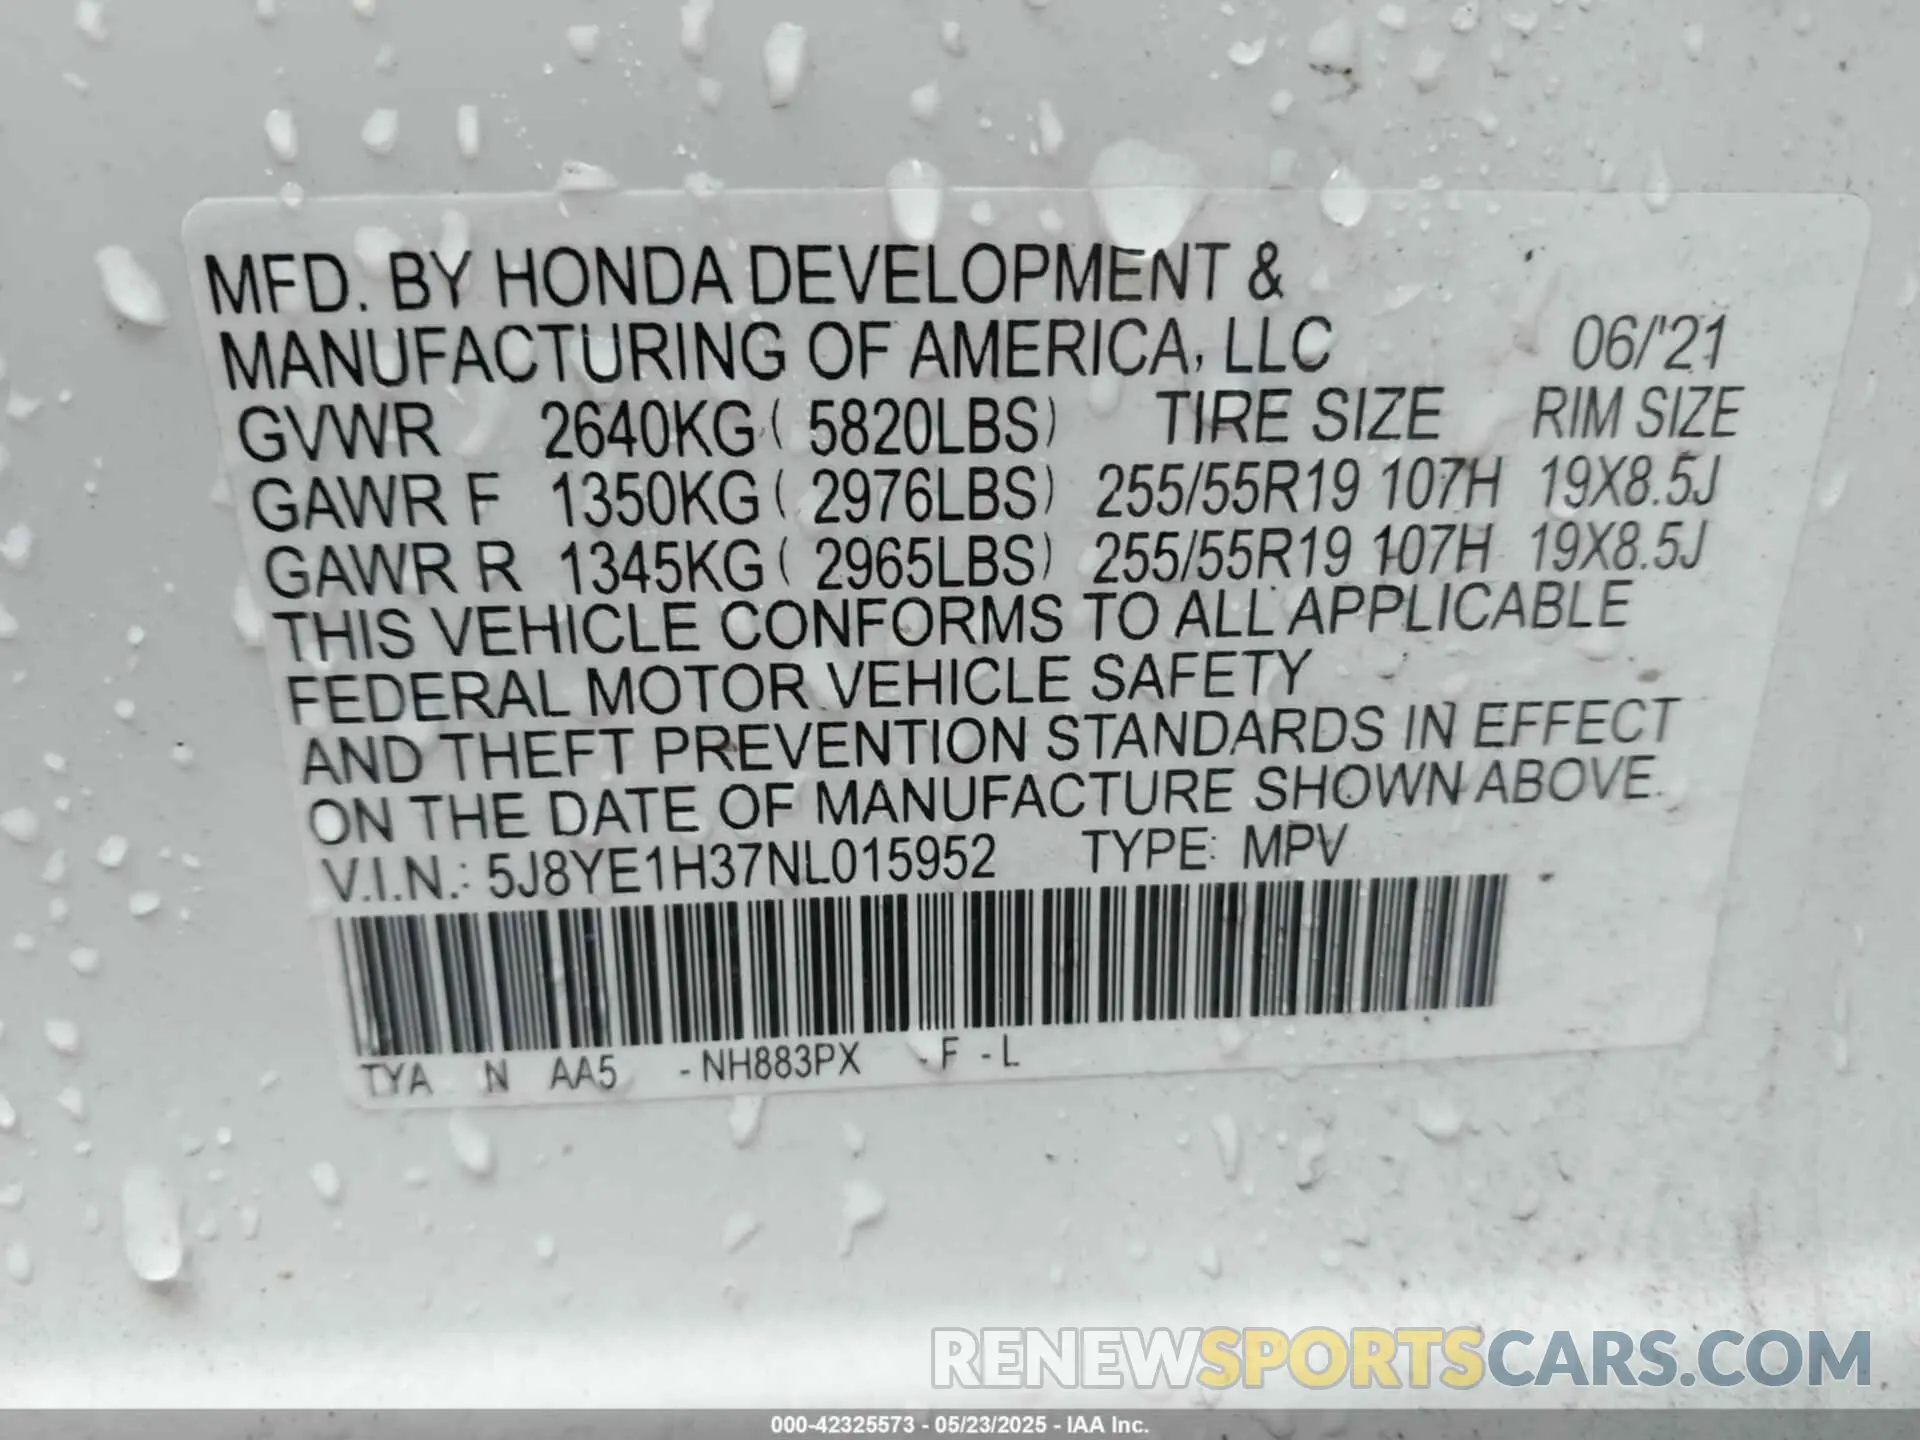 MFD. BY HONDA DEVELOPMENT &
MANUFACTURING OF AMERICA, LLC 06/'21
GVWR 2640KG ( 5820LBS) TIRE SIZE RIM SIZE
GAWR F 1350KG ( 2976LBS) 255/55R19 107H 19X8.5J
GAWR R 1345KG ( 2965LBS) 255/55R19 107H 19X8.5J
THIS VEHICLE CONFORMS TO ALL APPLICABLE
FEDERAL MOTOR VEHICLE SAFETY
AND THEFT PREVENTION STANDARDS IN EFFECT
ON THE DATE OF MANUFACTURE SHOWN ABOVE.
V.I.N.: 5J8YE1H37NL015952 TYPE: MPV
TYA N AA5 -NH883PX -F -L
RENEWSPORTSCARS.COM
000-42325573 - 05/23/2025 - IAA Inc.